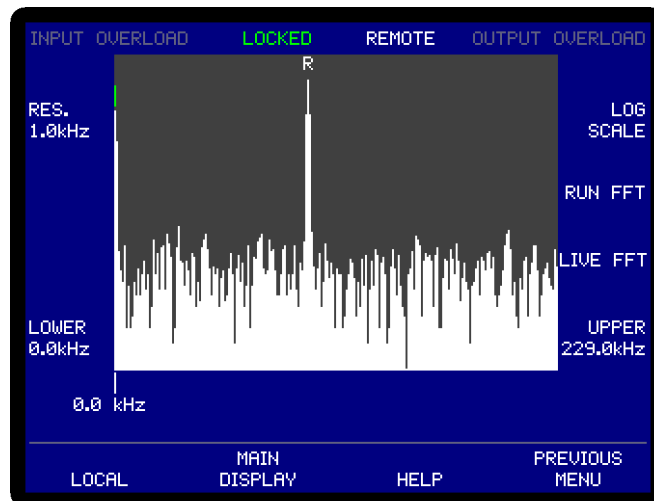 INPUT OVERLOAD LOCKED REMOTE OUTPUT OVERLOAD
R
RES.
1.0kHz
LOG
SCALE
RUN FFT
LIVE FFT
LOWER
0.0kHz
UPPER
229.0kHz
0.0 kHz
LOCAL
MAIN
DISPLAY
HELP
PREVIOUS
MENU